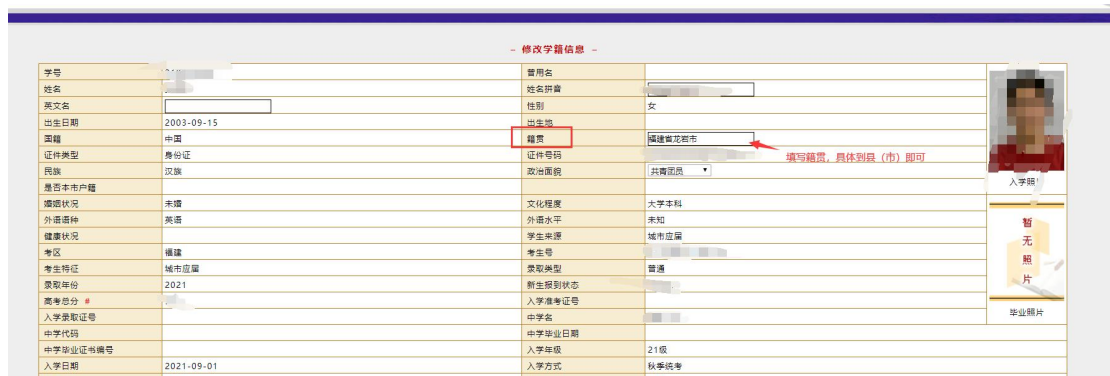 - 修改学籍信息 -
学号 曾用名
姓名 姓名拼音
英文名 性别 女
出生日期 2003-09-15 出生地
国籍 中国 籍贯 福建省龙岩市
填写籍贯，具体到县（市）即可
证件类型 身份证 证件号码
民族 汉族 政治面貌 共青团员
是否本市户籍
入学照片
婚姻状况 未婚 文化程度 大学本科
外语语种 英语 外语水平 未知
健康状况 学生来源 城市应届
考区 福建 考生号
考生特征 城市应届 录取类型 普通
录取年份 2021 新生报到状态
高考总分 # 入学准考证号
暂无照片
入学录取证号 中学名
毕业照片
中学代码 中学毕业日期
中学毕业证书编号 入学年级 21级
入学日期 2021-09-01 入学方式 秋季统考